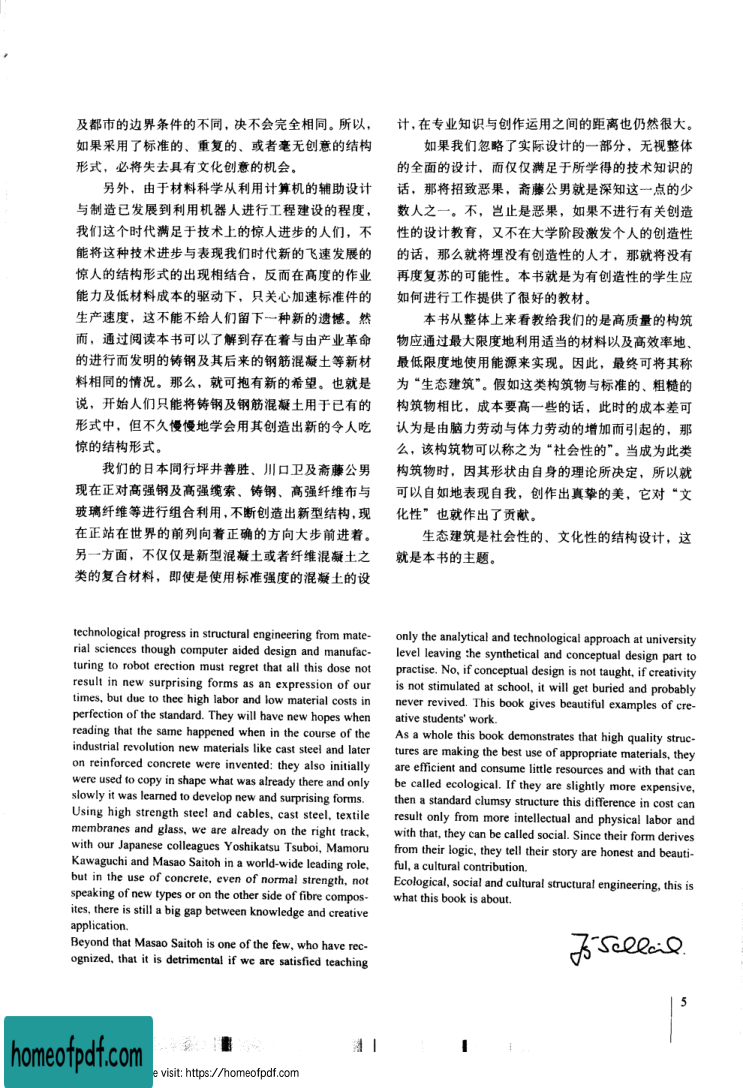 及都市的边界条件的不同，决不会完全相同。所以，
如果采用了标准的、重复的、或者毫无创意的结构
形式，必将失去具有文化创意的机会。
另外，由于材料科学从利用计算机的辅助设计
与制造已发展到利用机器人进行工程建设的程度，
我们这个时代满足于技术上的惊人进步的人们，不
能将这种技术进步与表现我们时代新的飞速发展的
惊人的结构形式的出现相结合，反而在高度的作业
能力及低材料成本的驱动下，只关心加速标准件的
生产速度，这不能不给人们留下一种新的遗憾。然
而，通过阅读本书可以了解到存在着与由产业革命
的进行而发明的铸钢及其后来的钢筋混凝土等新材
料相同的情况。那么，就可抱有新的希望。也就是
说，开始人们只能将铸钢及钢筋混凝土用于已有的
形式中，但不久慢慢地学会用其创造出新的令人吃
惊的结构形式。
我们的日本同行坪井善胜、川口卫及斋藤公男
现在正对高强钢及高强缆索、铸钢、高强纤维布与
玻璃纤维等进行组合利用，不断创造出新型结构，现
在正站在世界的前列向着正确的方向大步前进着。
另一方面，不仅仅是新型混凝土或者纤维混凝土之
类的复合材料，即使是使用标准强度的混凝土的设
计，在专业知识与创作运用之间的距离也仍然很大。
如果我们忽略了实际设计的一部分，无视整体
的全面的设计，而仅仅满足于所学得的技术知识的
话，那将招致恶果，斋藤公男就是深知这一点的少
数人之一。不，岂止是恶果，如果不进行有关创造
性的设计教育，又不在大学阶段激发个人的创造性
的话，那么就将埋没有创造性的人才，那就将没有
再度复苏的可能性。本书就是为有创造性的学生应
如何进行工作提供了很好的教材。
本书从整体上来看教给我们的是高质量的构筑
物应通过最大限度地利用适当的材料以及高效率地、
最低限度地使用能源来实现。因此，最终可将其称
为“生态建筑”。假如这类构筑物与标准的、粗糙的
构筑物相比，成本要高一些的话，此时的成本差可
认为是由脑力劳动与体力劳动的增加而引起的，那
么，该构筑物可以称之为“社会性的”。当成为此类
构筑物时，因其形状由自身的理论所决定，所以就
可以自如地表现自我，创作出真挚的美，它对“文
化性”也就作出了贡献。
生态建筑是社会性的、文化性的结构设计，这
就是本书的主题。
technological progress in structural engineering from mate-
rial sciences though computer aided design and manufac-
turing to robot erection must regret that all this dose not
result in new surprising forms as an expression of our
times, but due to thee high labor and low material costs in
perfection of the standard. They will have new hopes when
reading that the same happened when in the course of the
industrial revolution new materials like cast steel and later
on reinforced concrete were invented: they also initially
were used to copy in shape what was already there and only
slowly it was learned to develop new and surprising forms.
Using high strength steel and cables, cast steel, textile
membranes and glass, we are already on the right track,
with our Japanese colleagues Yoshikatsu Tsuboi, Mamoru
Kawaguchi and Masao Saitoh in a world-wide leading role,
but in the use of concrete, even of normal strength, not
speaking of new types or on the other side of fibre compos-
ites, there is still a big gap between knowledge and creative
application.
Beyond that Masao Saitoh is one of the few, who have rec-
ognized, that it is detrimental if we are satisfied teaching
only the analytical and technological approach at university
level leaving the synthetical and conceptual design part to
practise. No, if conceptual design is not taught, if creativity
is not stimulated at school, it will get buried and probably
never revived. This book gives beautiful examples of cre-
ative students' work.
As a whole this book demonstrates that high quality struc-
tures are making the best use of appropriate materials, they
are efficient and consume little resources and with that can
be called ecological. If they are slightly more expensive,
then a standard clumsy structure this difference in cost can
result only from more intellectual and physical labor and
with that, they can be called social. Since their form derives
from their logic, they tell their story are honest and beauti-
ful, a cultural contribution.
Ecological, social and cultural structural engineering, this is
what this book is about.
5
homeofpdf.com
e visit: https://homeofpdf.com